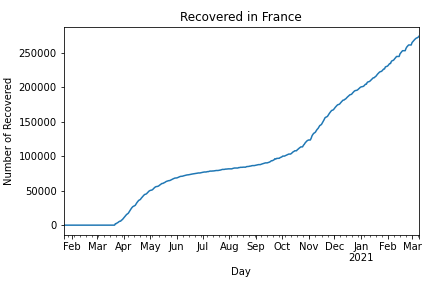 Recovered in France
Number of Recovered
250000
200000
150000
100000
50000
0
Feb Mar Apr May Jun Jul Aug Sep Oct Nov Dec Jan Feb Mar
2021
Day